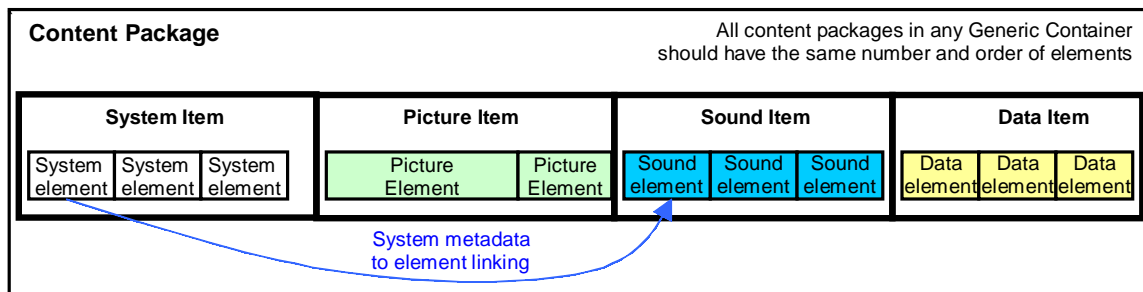 Content Package
All content packages in any Generic Container
should have the same number and order of elements
System Item
System
element
System
element
System
element
Picture Item
Picture
Element
Picture
Element
Sound Item
Sound
element
Sound
element
Sound
element
Data Item
Data
element
Data
element
Data
element
System metadata
to element linking